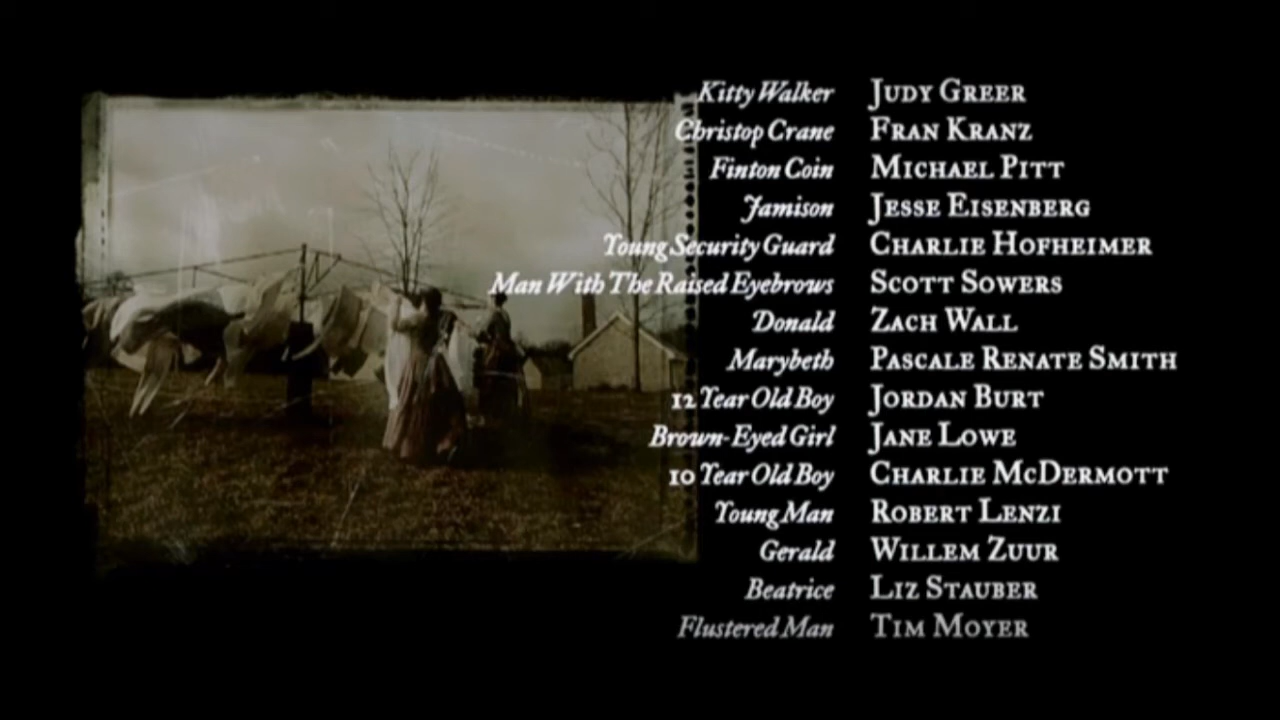 Kitty Walker JUDY GREER
Christop Crane FRAN KRANZ
Finton Coin MICHAEL PITT
Jamison JESSE EISENBERG
Young Security Guard CHARLIE HOFHEIMER
Man With The Raised Eyebrows SCOTT SOWERS
Donald ZACH WALL
Marybeth PASCALE RENATE SMITH
12 Year Old Boy JORDAN BURT
Brown-Eyed Girl JANE LOWE
10 Year Old Boy CHARLIE MCDERMOTT
Young Man ROBERT LENZI
Gerald WILLEM ZUUR
Beatrice LIZ STAUBER
Flustered Man TIM MOYER